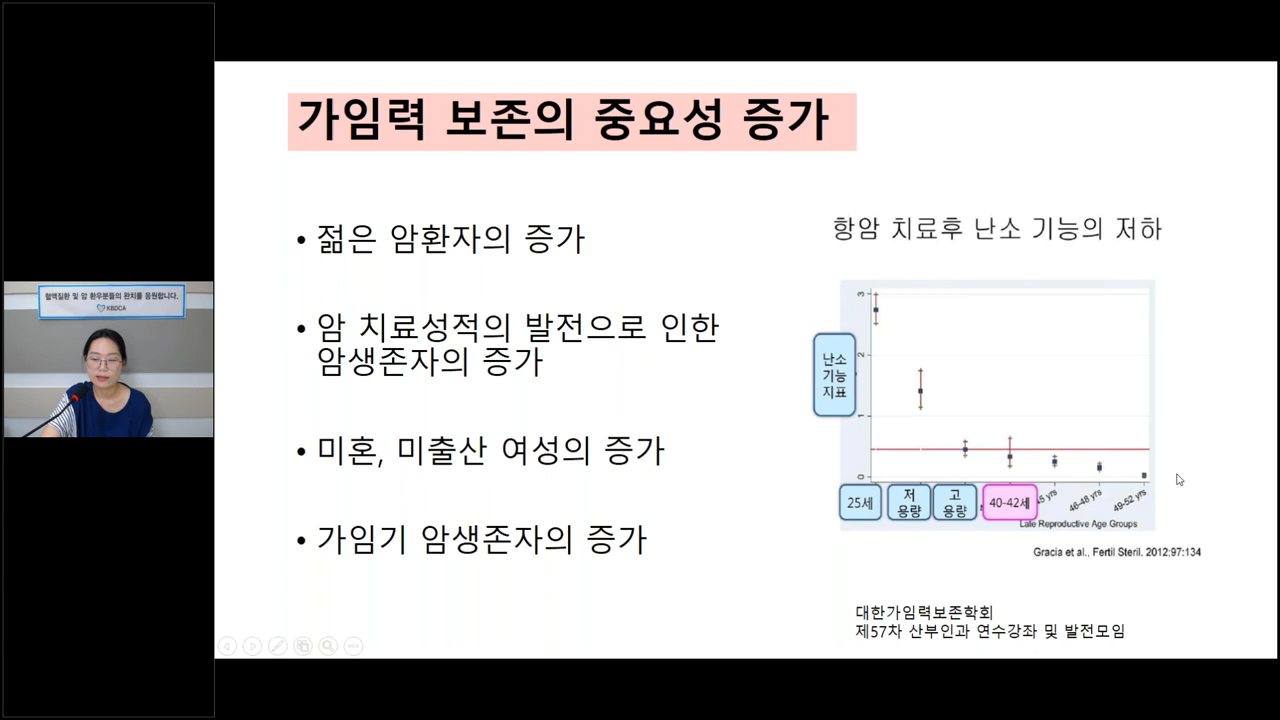 가임력 보존의 중요성 증가
• 젊은 암환자의 증가
• 암 치료성적의 발전으로 인한
암생존자의 증가
• 미혼, 미출산 여성의 증가
• 가임기 암생존자의 증가
항암 치료후 난소 기능의 저하
3
2
1
0
난소
기능
지표
25세
저
용량
고
용량
40-42세
46-48 yrs
49-52 yrs
Late Reproductive Age Groups
Gracia et al., Fertil Steril. 2012;97:134
대한가임력보존학회
제57차 산부인과 연수강좌 및 발전모임
혈액질환 및 암 환우분들의 완치를 응원합니다.
KBDCA